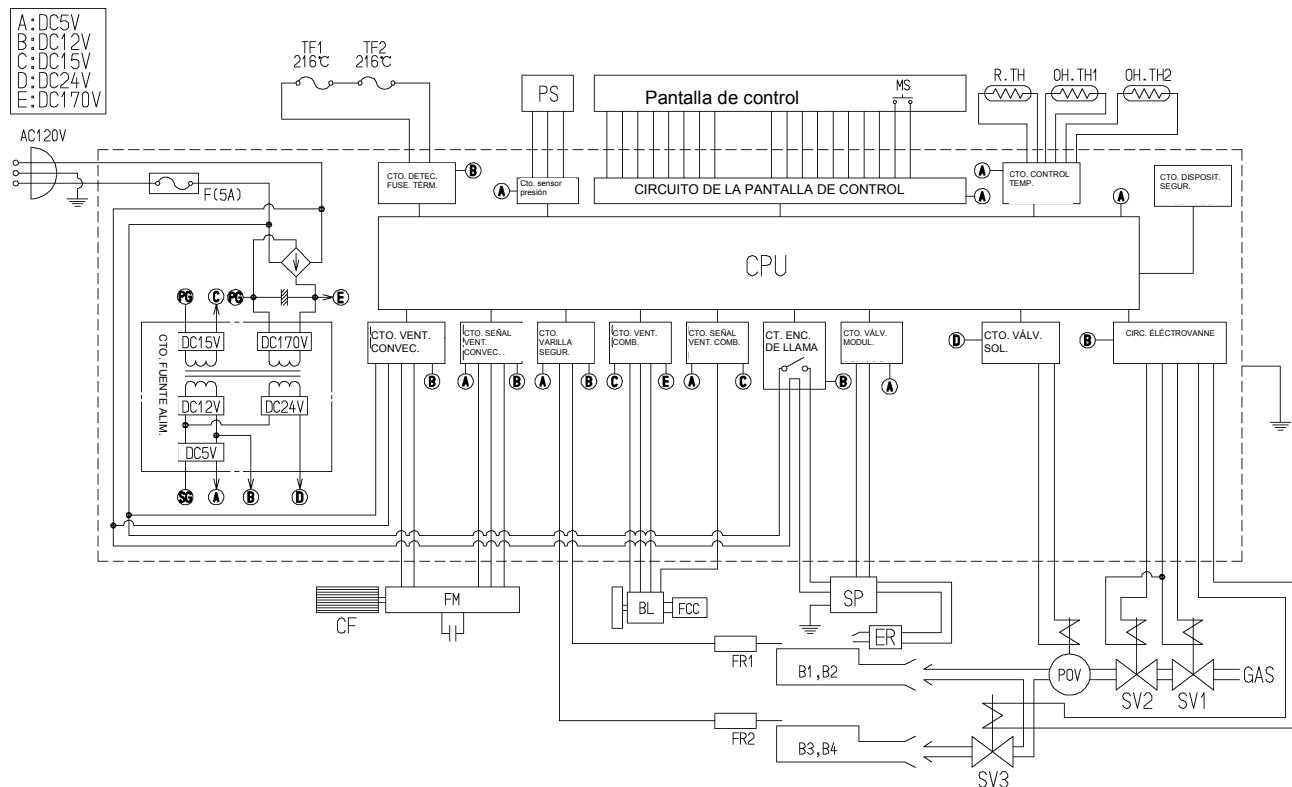 A:DC5V
B:DC12V
C:DC15V
D:DC24V
E:DC170V
TF1
216℃
TF2
216℃
PS
Pantalla de control
MS
R.TH
OH.TH1
OH.TH2
AC120V
F(5A)
CTO. DETEC.
FUSE. TÉRM.
B
A
Cto. sensor
presión
CIRCUITO DE LA PANTALLA DE CONTROL
A
A
CTO. CONTROL
TEMP.
A
CTO. DISPOSIT.
SEGUR.
CPU
PG
C
PG
E
DC15V
DC170V
DC12V
DC24V
DC5V
CTO. FUENTE ALIM.
SG
A
B
D
CTO. VENT.
CONVEC.
B
CTO. SEÑAL
VENT.
CONVEC. .
A
B
CTO.
VARILLA
SEGUR.
A
B
CTO. VENT.
COMB.
C
E
CTO. SEÑAL
VENT. COMB.
A
C
CT. ENC.
DE LLAMA
B
CTO. VÁLV.
MODUL.
A
D
CTO. VÁLV.
SOL.
B
CIRC. ÉLÉCTROVANNE
CF
FM
BL
FCC
SP
ER
FR1
B1,B2
POV
SV2
SV1
GAS
FR2
B3,B4
SV3